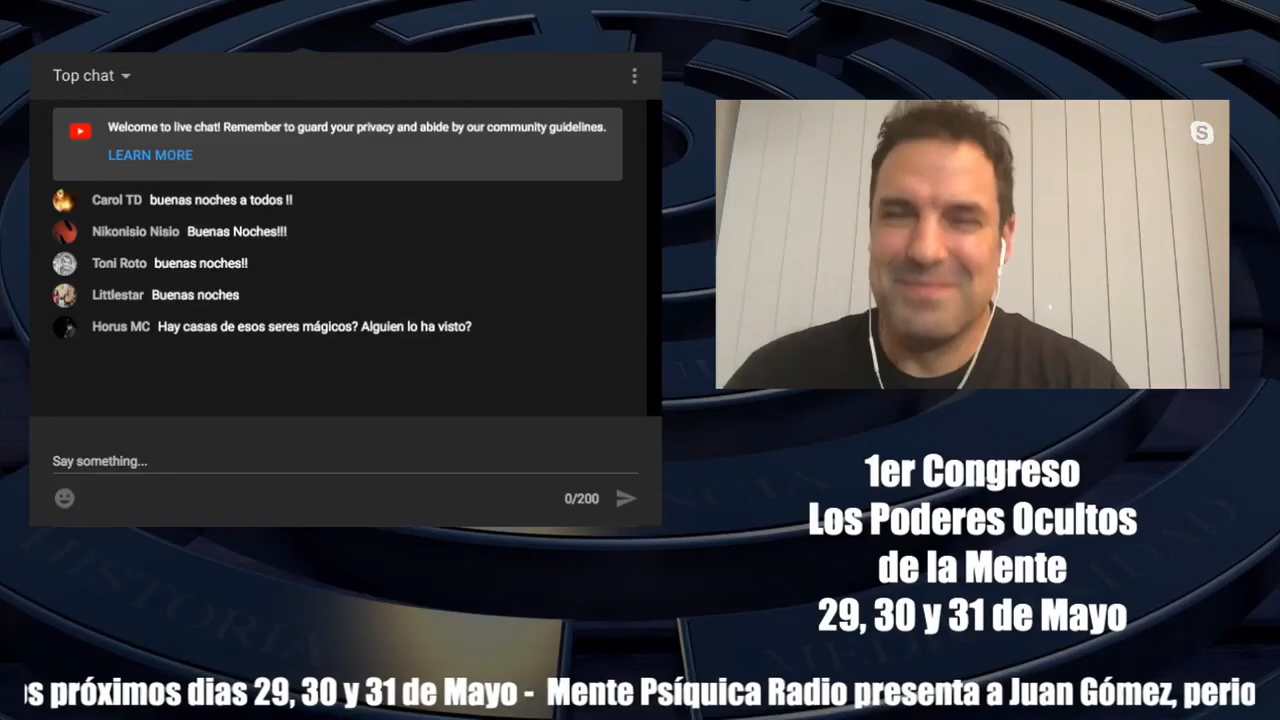 Top chat
Welcome to live chat! Remember to guard your privacy and abide by our community guidelines.
LEARN MORE
Carol TD buenas noches a todos !!
Nikonisio Nisio Buenas Noches!!!
Toni Roto buenas noches!!
Littlestar Buenas noches
Horus MC Hay casas de esos seres mágicos? Alguien lo ha visto?
Say something...
0/200
S
1er Congreso
Los Poderes Ocultos
de la Mente
29, 30 y 31 de Mayo
HISTORIA
os próximos dias 29, 30 y 31 de Mayo - Mente Psíquica Radio presenta a Juan Gómez, perio